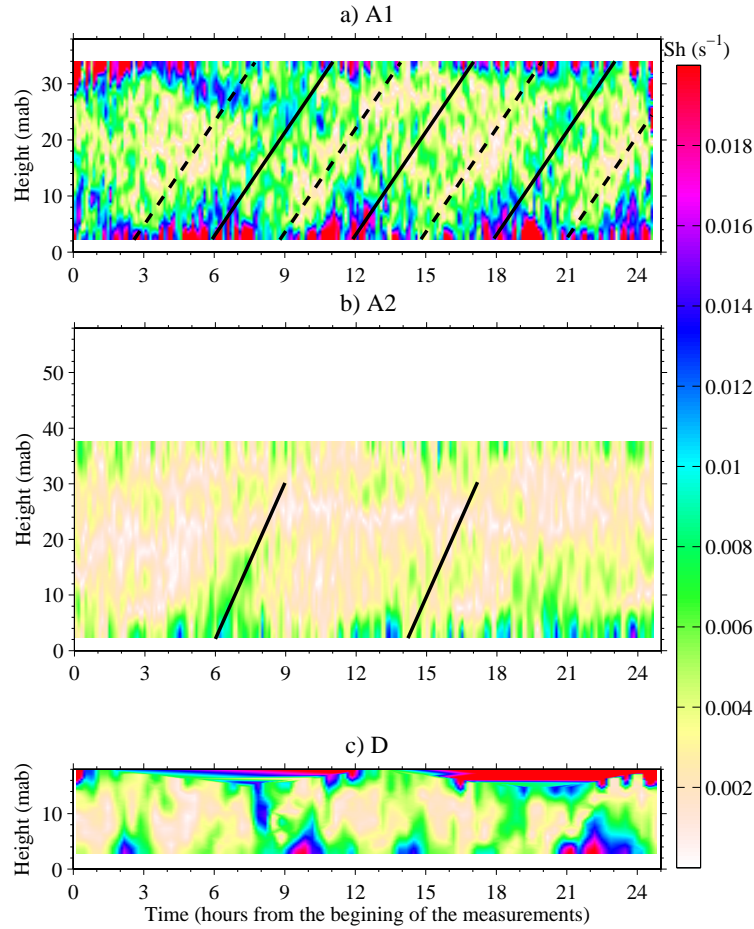 a) A1
Sh (s⁻¹)
Height (mab)
30
20
10
0
0 3 6 9 12 15 18 21 24
0.018
0.016
0.014
0.012
0.01
0.008
0.006
0.004
0.002
b) A2
Height (mab)
50
40
30
20
10
0
0 3 6 9 12 15 18 21 24
c) D
Height (mab)
10
0
0 3 6 9 12 15 18 21 24
Time (hours from the begining of the measurements)